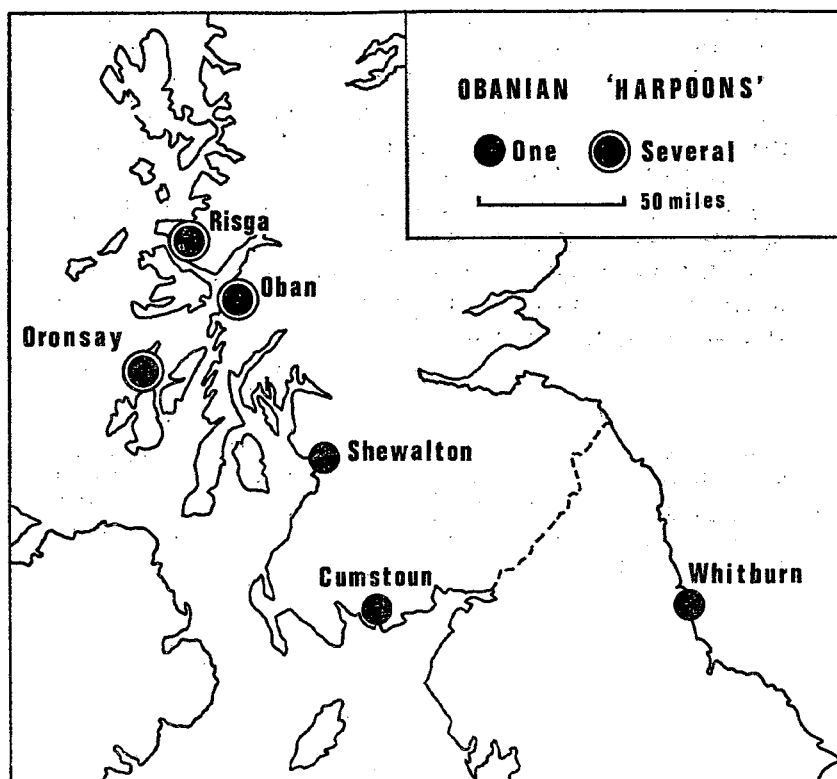 OBANIAN 'HARPOONS'
One Several
50 miles
Risga
Oban
Oronsay
Shewalton
Cumstoun
Whitburn